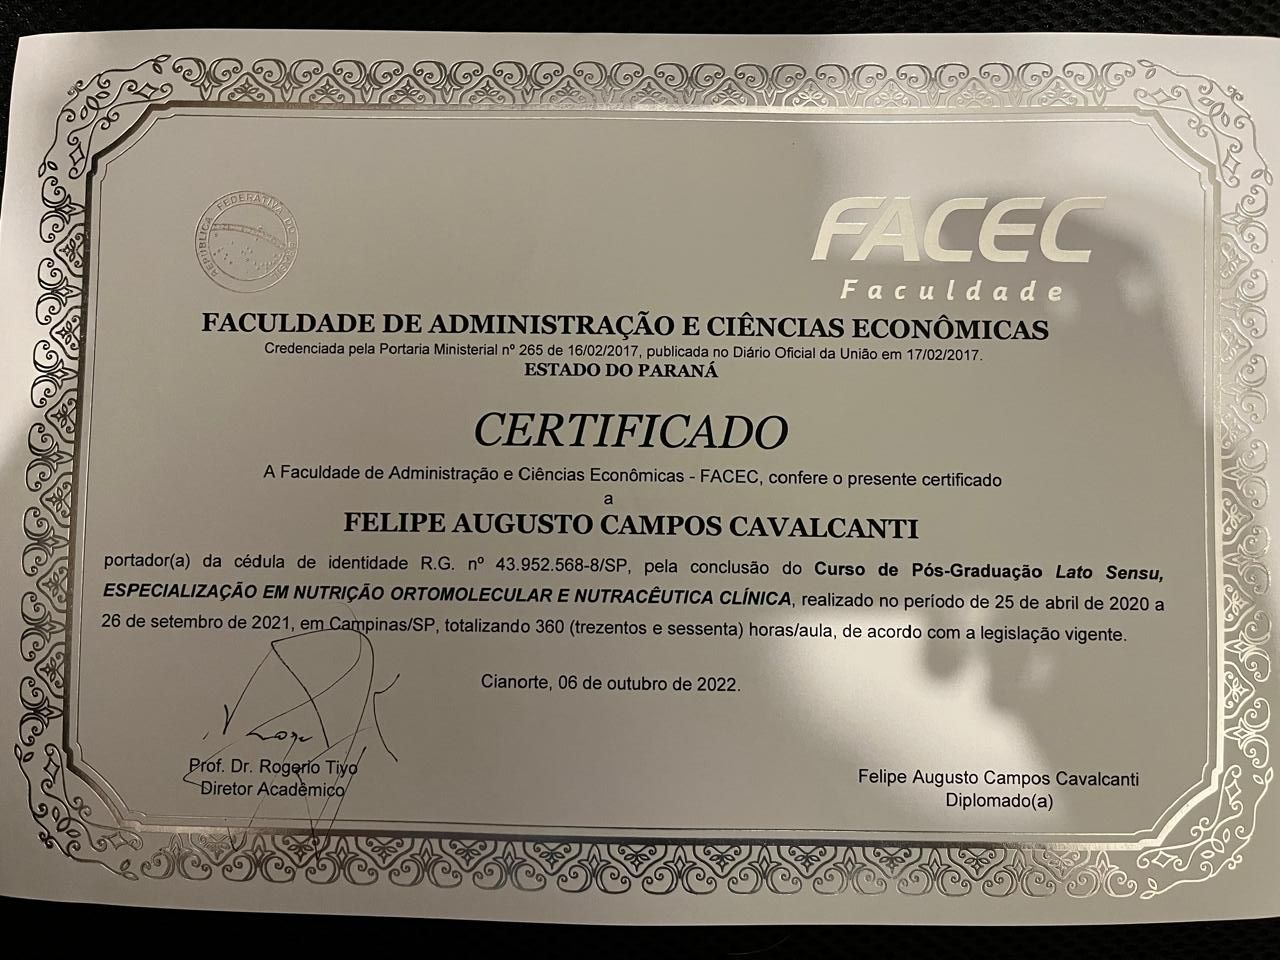 REPÚBLICA FEDERATIVA DO BRASIL
FACEC
Faculdade
FACULDADE DE ADMINISTRAÇÃO E CIÊNCIAS ECONÔMICAS
Credenciada pela Portaria Ministerial nº 265 de 16/02/2017, publicada no Diário Oficial da União em 17/02/2017.
ESTADO DO PARANÁ
CERTIFICADO
A Faculdade de Administração e Ciências Econômicas - FACEC, confere o presente certificado
a
FELIPE AUGUSTO CAMPOS CAVALCANTI
portador(a) da cédula de identidade R.G. nº 43.952.568-8/SP, pela conclusão do Curso de Pós-Graduação Lato Sensu,
ESPECIALIZAÇÃO EM NUTRIÇÃO ORTOMOLECULAR E NUTRACÊUTICA CLÍNICA, realizado no período de 25 de abril de 2020 a
26 de setembro de 2021, em Campinas/SP, totalizando 360 (trezentos e sessenta) horas/aula, de acordo com a legislação vigente.
Cianorte, 06 de outubro de 2022.
Prof. Dr. Rogerio Tiyo
Diretor Acadêmico
Felipe Augusto Campos Cavalcanti
Diplomado(a)